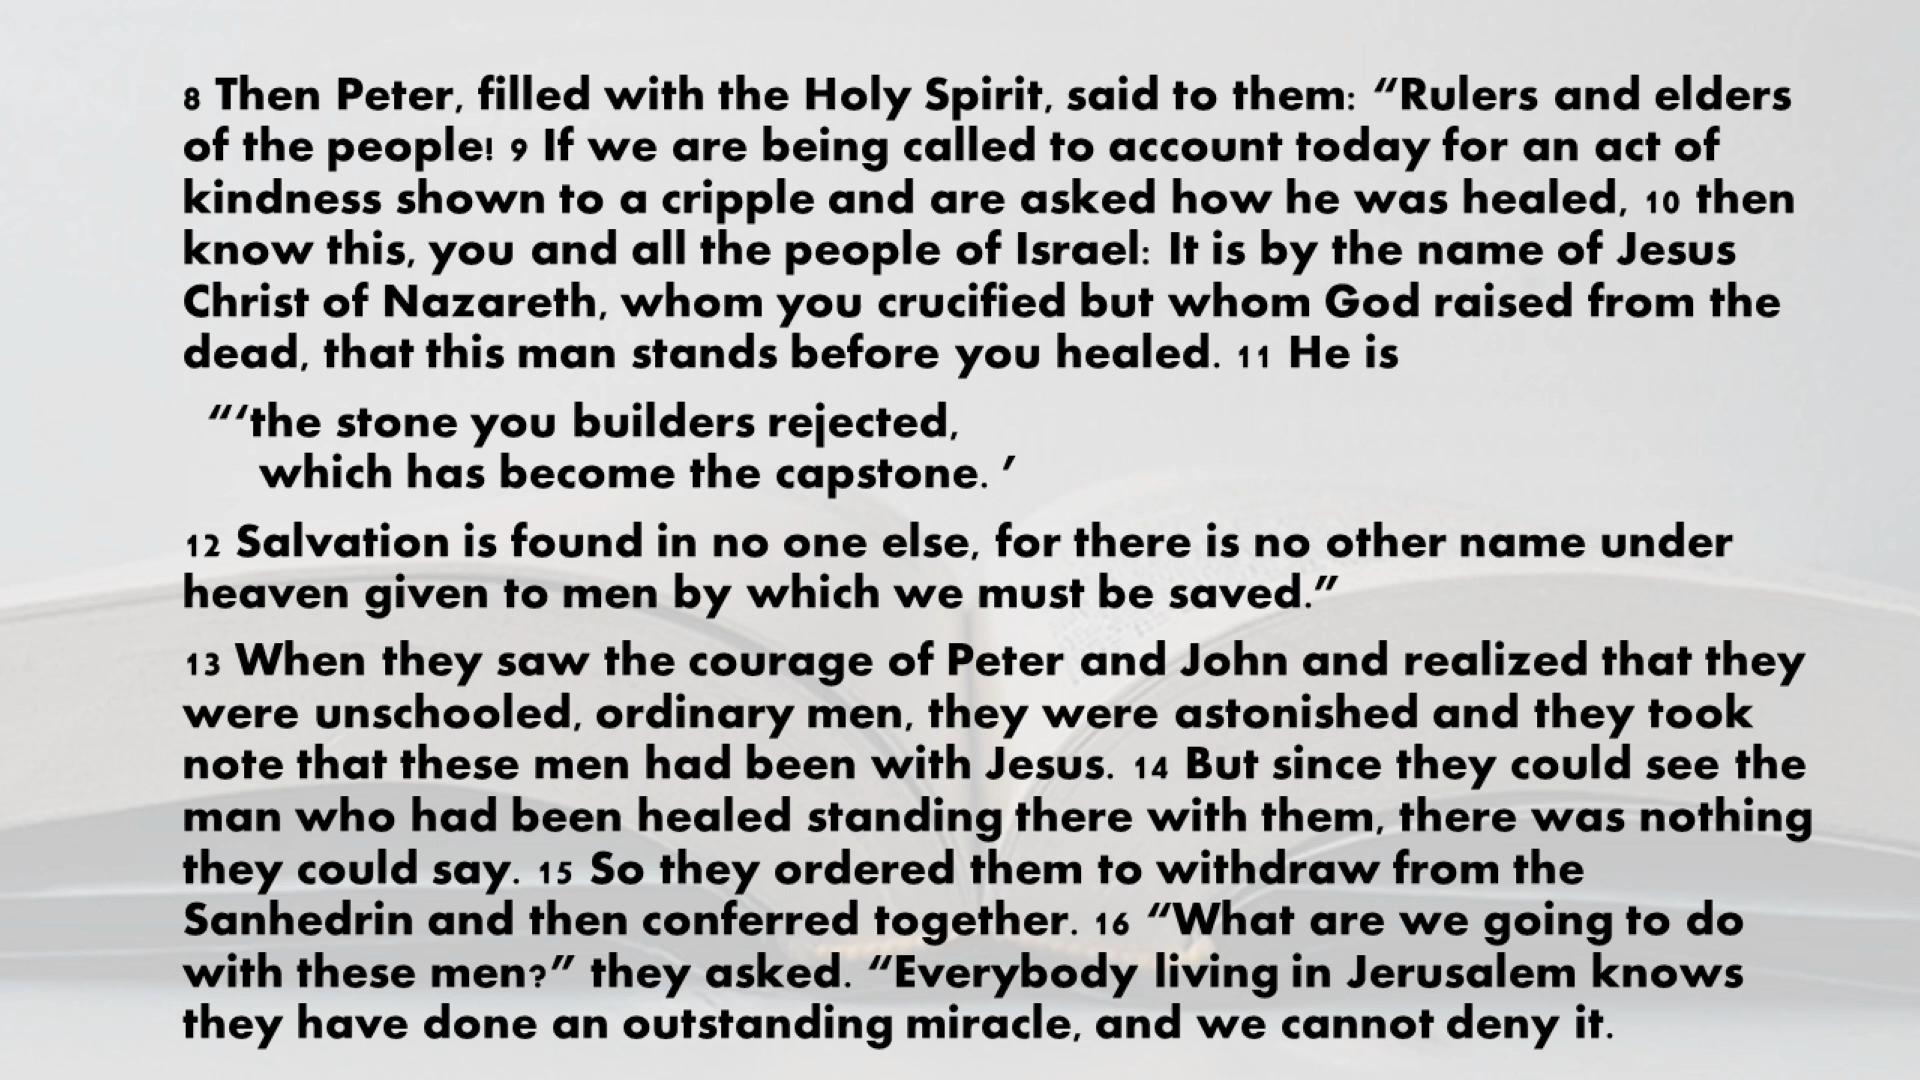 8 Then Peter, filled with the Holy Spirit, said to them: “Rulers and elders
of the people! 9 If we are being called to account today for an act of
kindness shown to a cripple and are asked how he was healed, 10 then
know this, you and all the people of Israel: It is by the name of Jesus
Christ of Nazareth, whom you crucified but whom God raised from the
dead, that this man stands before you healed. 11 He is
“‘the stone you builders rejected,
which has become the capstone. ’
12 Salvation is found in no one else, for there is no other name under
heaven given to men by which we must be saved.”
13 When they saw the courage of Peter and John and realized that they
were unschooled, ordinary men, they were astonished and they took
note that these men had been with Jesus. 14 But since they could see the
man who had been healed standing there with them, there was nothing
they could say. 15 So they ordered them to withdraw from the
Sanhedrin and then conferred together. 16 “What are we going to do
with these men?” they asked. “Everybody living in Jerusalem knows
they have done an outstanding miracle, and we cannot deny it.